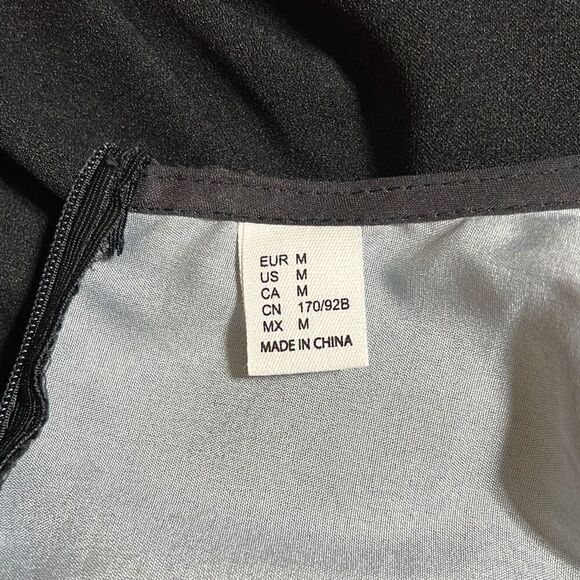 EUR M
US M
CA M
CN 170/92B
MX M
MADE IN CHINA